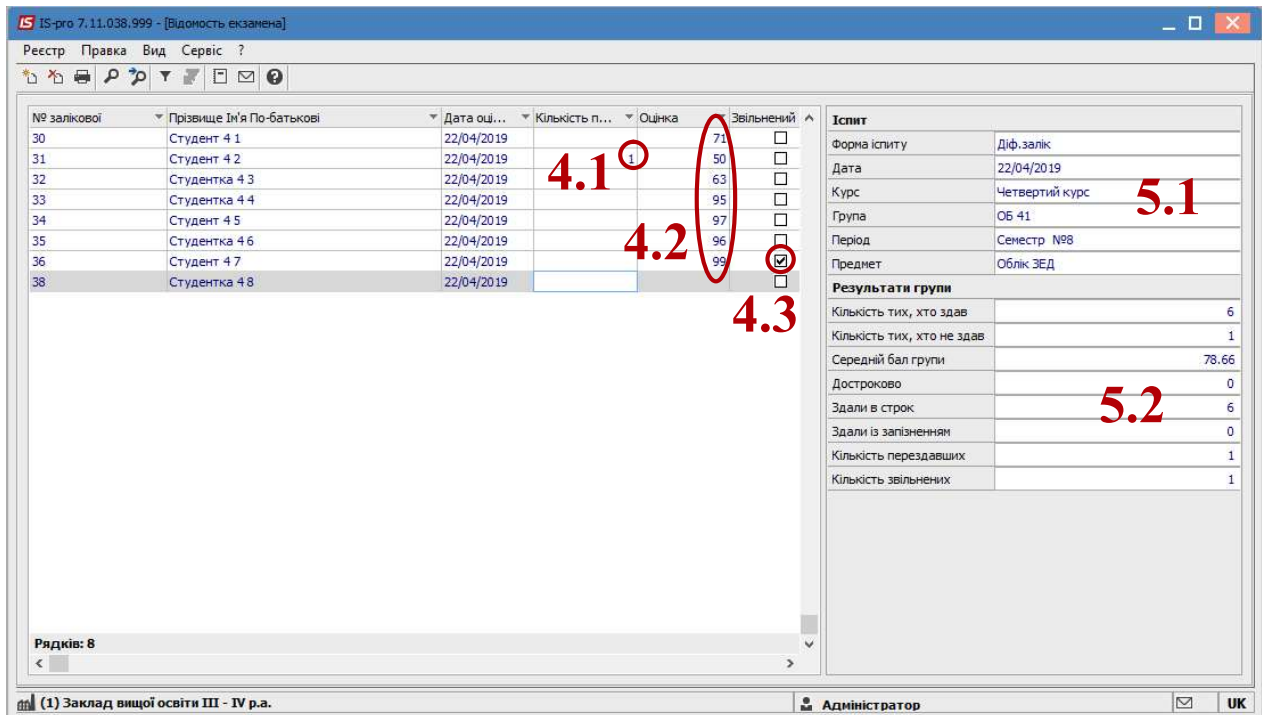 IS-pro 7.11.038.999 - [Відомость екзамена]
Реєстр Правка Вид Сервіс ?
№ залікової Прізвище Ім'я По-батькові Дата оці... Кількість п... Оцінка Звільнений
30 Студент 4 1 22/04/2019 71
31 Студент 4 2 22/04/2019 1 50
32 Студентка 4 3 22/04/2019 63
33 Студентка 4 4 22/04/2019 95
34 Студент 4 5 22/04/2019 97
35 Студентка 4 6 22/04/2019 96
36 Студент 4 7 22/04/2019 99
38 Студентка 4 8 22/04/2019
4.1
4.2
4.3
Рядків: 8
Іспит
Форма іспиту Діф.залік
Дата 22/04/2019
Курс Четвертий курс
Група ОБ 41
Період Семестр №8
Предмет Облік ЗЕД
5.1
Результати групи
Кількість тих, хто здав 6
Кількість тих, хто не здав 1
Середній бал групи 78.66
Достроково 0
Здали в строк 6
Здали із запізненням 0
Кількість перездавших 1
Кількість звільнених 1
5.2
(1) Заклад вищої освіти III - IV р.а. Адміністратор UK